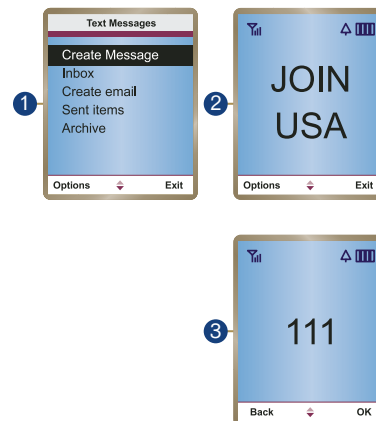 Text Messages
Create Message
Inbox
Create email
Sent items
Archive
Options Exit
1
2
JOIN
USA
Options Exit
3
111
Back OK